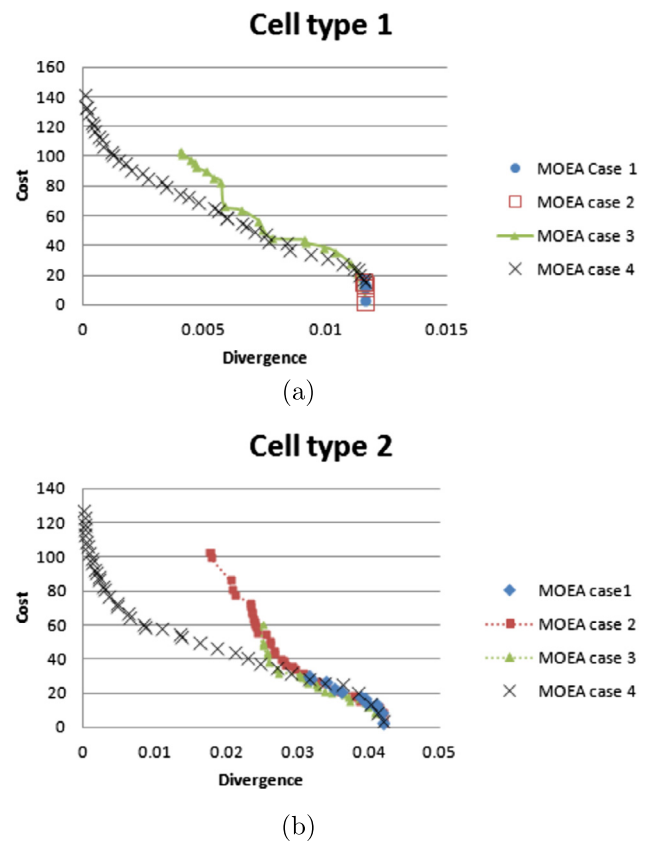 Cell type 1
160
140
120
100
80
60
40
20
0
Cost
0 0.005 0.01 0.015
Divergence
MOEA Case 1
MOEA case 2
MOEA case 3
MOEA case 4
(a)
Cell type 2
140
120
100
80
60
40
20
0
Cost
0 0.01 0.02 0.03 0.04 0.05
Divergence
MOEA case1
MOEA case 2
MOEA case 3
MOEA case 4
(b)